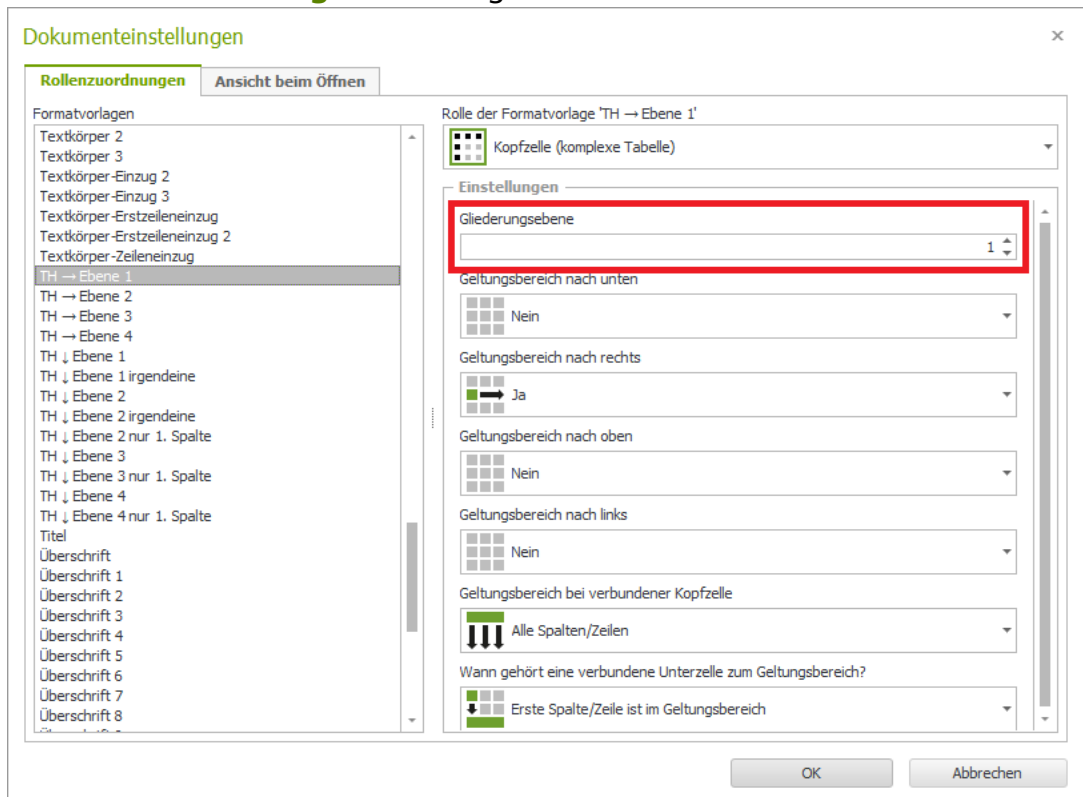 Dokumenteinstellungen
Rollenzuordnungen
Ansicht beim Öffnen
Formatvorlagen
Textkörper 2
Textkörper 3
Textkörper-Einzug 2
Textkörper-Einzug 3
Textkörper-Erstzeileneinzug
Textkörper-Erstzeileneinzug 2
Textkörper-Zeileneinzug
TH → Ebene 1
TH → Ebene 2
TH → Ebene 3
TH → Ebene 4
TH ↓ Ebene 1
TH ↓ Ebene 1 irgendeine
TH ↓ Ebene 2
TH ↓ Ebene 2 irgendeine
TH ↓ Ebene 2 nur 1. Spalte
TH ↓ Ebene 3
TH ↓ Ebene 3 nur 1. Spalte
TH ↓ Ebene 4
TH ↓ Ebene 4 nur 1. Spalte
Titel
Überschrift
Überschrift 1
Überschrift 2
Überschrift 3
Überschrift 4
Überschrift 5
Überschrift 6
Überschrift 7
Überschrift 8
Rolle der Formatvorlage 'TH → Ebene 1'
Kopfzelle (komplexe Tabelle)
Einstellungen
Gliederungsebene
1
Geltungsbereich nach unten
Nein
Geltungsbereich nach rechts
Ja
Geltungsbereich nach oben
Nein
Geltungsbereich nach links
Nein
Geltungsbereich bei verbundener Kopfzelle
Alle Spalten/Zeilen
Wann gehört eine verbundene Unterzelle zum Geltungsbereich?
Erste Spalte/Zeile ist im Geltungsbereich
OK
Abbrechen